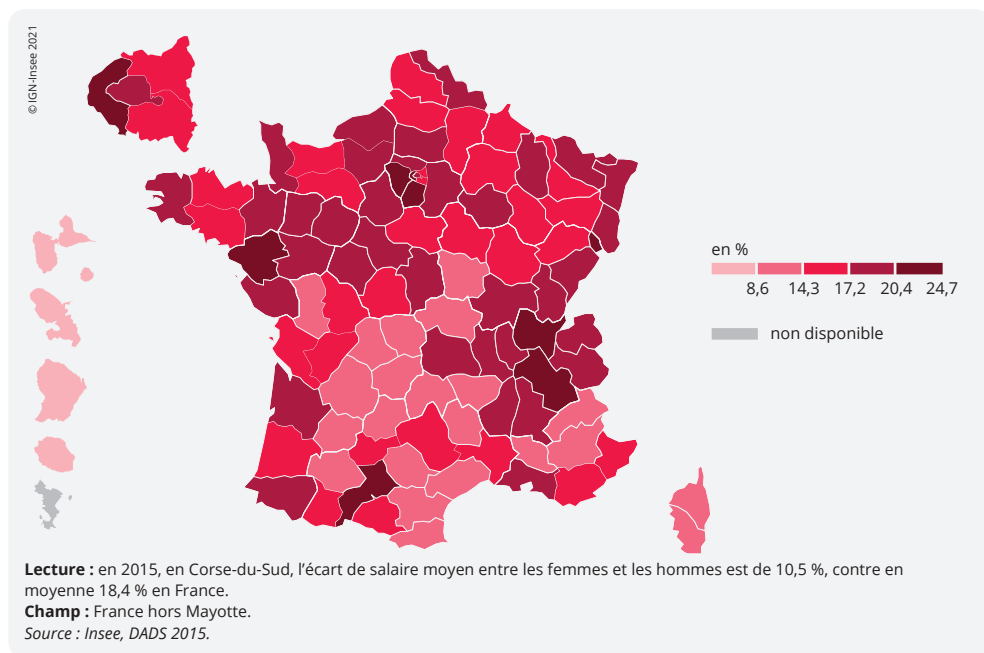 © IGN-Insee 2021
en %
8,6 14,3 17,2 20,4 24,7
non disponible
Lecture : en 2015, en Corse-du-Sud, l’écart de salaire moyen entre les femmes et les hommes est de 10,5 %, contre en
moyenne 18,4 % en France.
Champ : France hors Mayotte.
Source : Insee, DADS 2015.